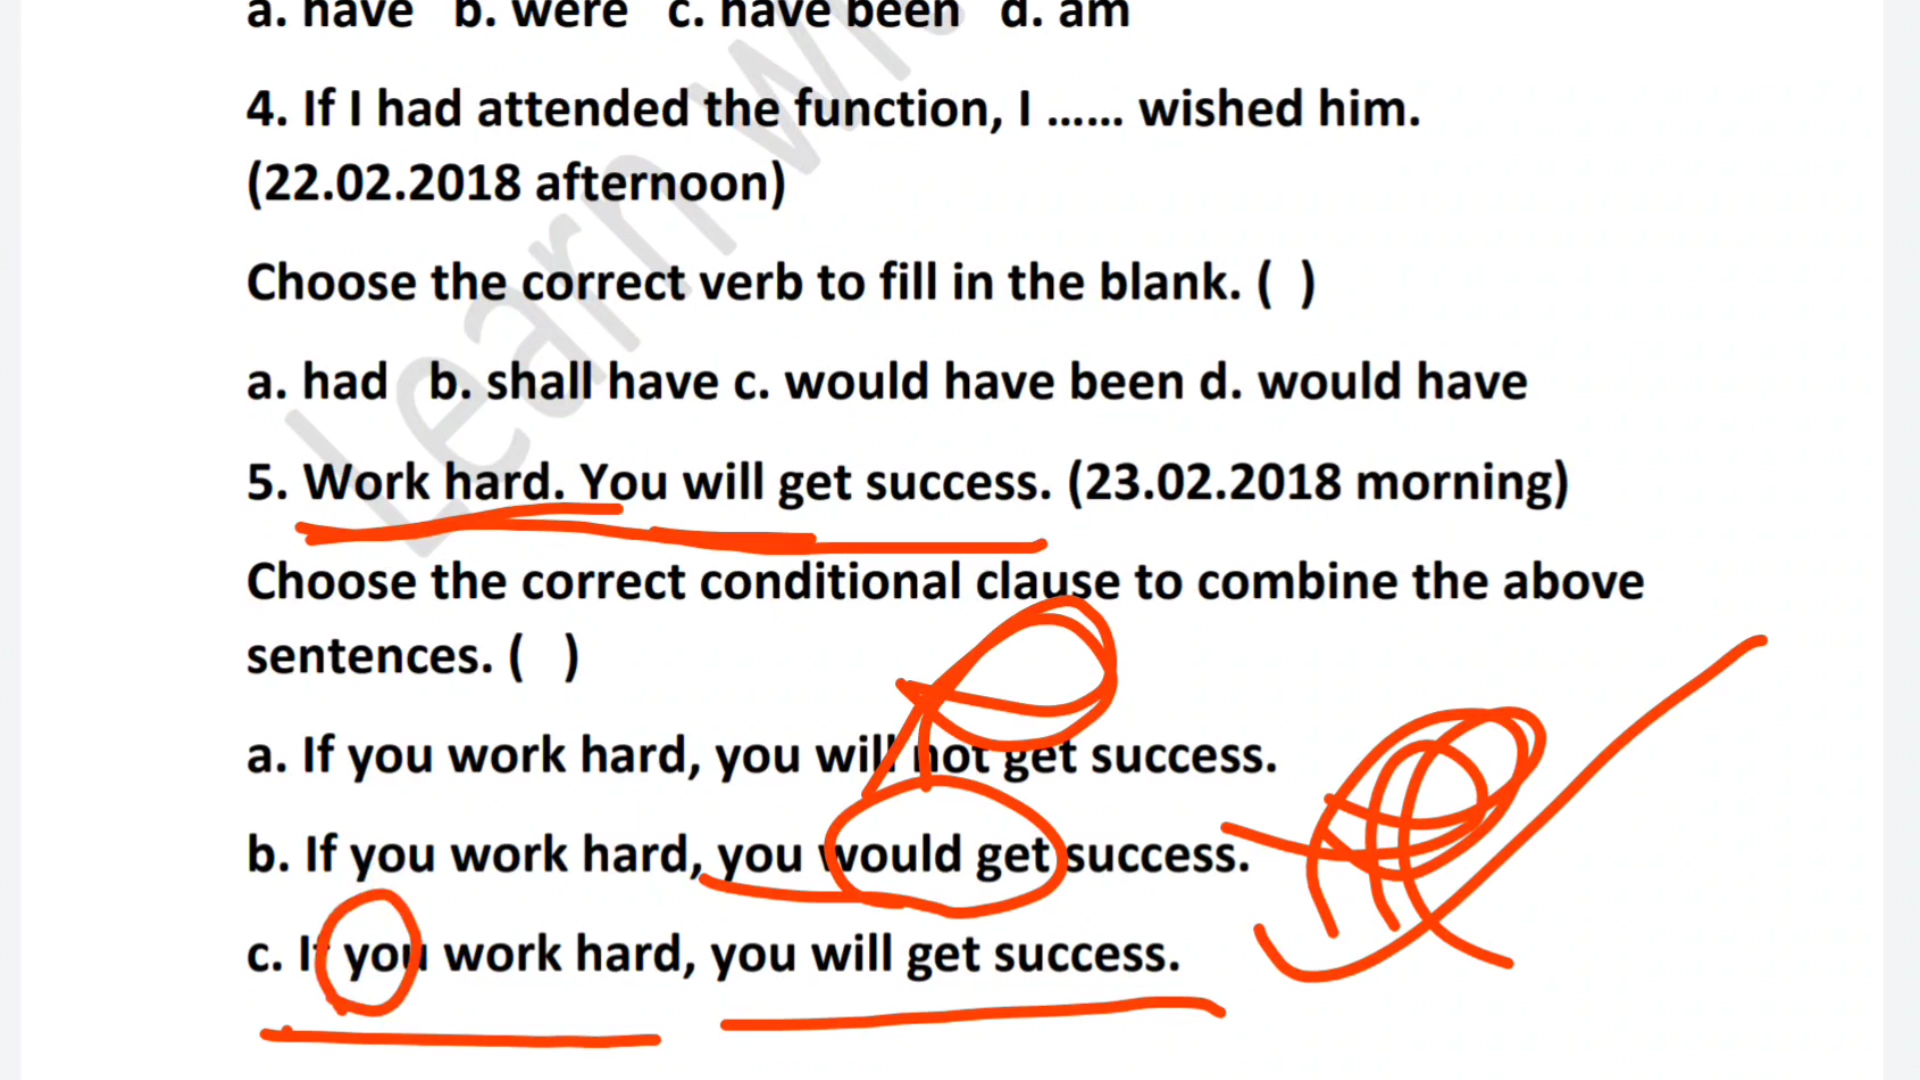 a. have b. were c. have been d. am
4. If I had attended the function, I ...... wished him.
(22.02.2018 afternoon)
Choose the correct verb to fill in the blank. ( )
a. had b. shall have c. would have been d. would have
5. Work hard. You will get success. (23.02.2018 morning)
Choose the correct conditional clause to combine the above
sentences. ( )
a. If you work hard, you will not get success.
b. If you work hard, you would get success.
c. If you work hard, you will get success.
Learn